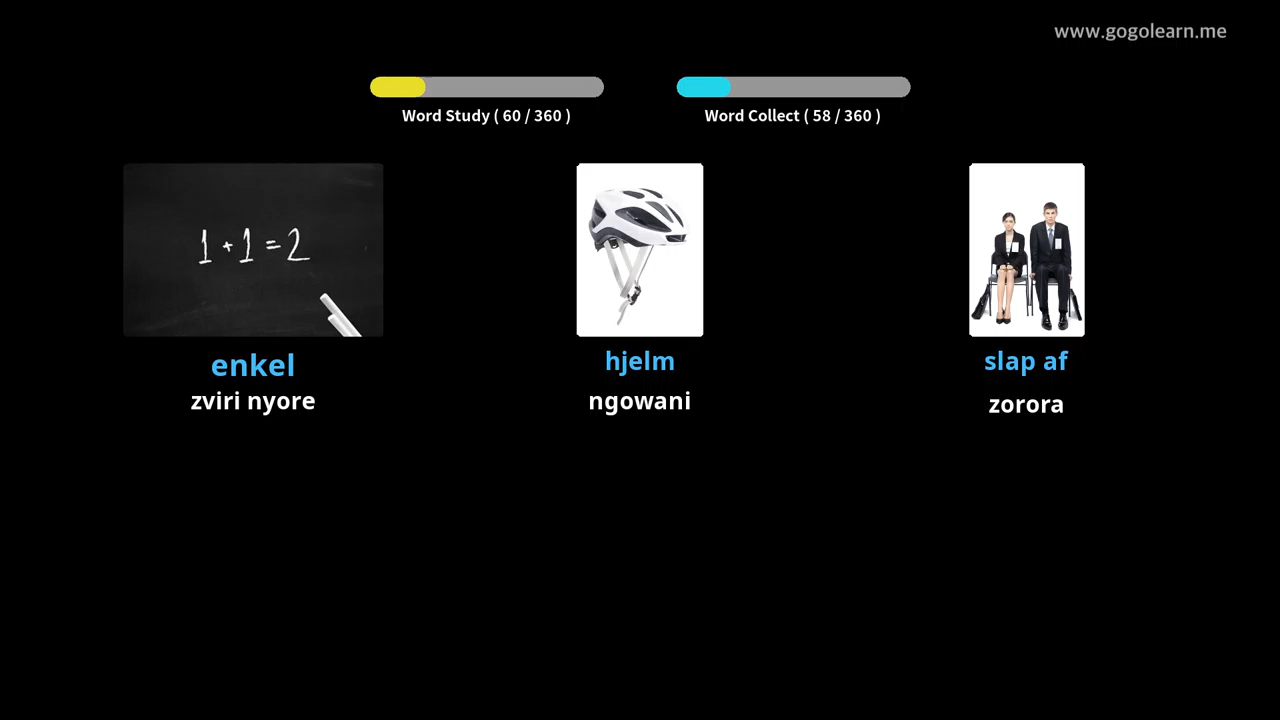 www.gogolearn.me
Word Study ( 60 / 360 )
Word Collect ( 58 / 360 )
1 + 1 = 2
enkel
zviri nyore
hjelm
ngowani
slap af
zorora